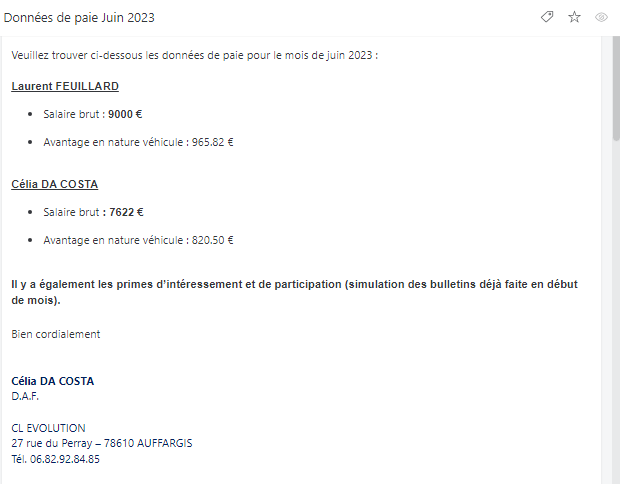 Données de paie Juin 2023
Veuillez trouver ci-dessous les données de paie pour le mois de juin 2023 :
Laurent FEUILLARD
• Salaire brut : 9000 €
• Avantage en nature véhicule : 965.82 €
Célia DA COSTA
• Salaire brut : 7622 €
• Avantage en nature véhicule : 820.50 €
Il y a également les primes d'intéressement et de participation (simulation des bulletins déjà faite en début
de mois).
Bien cordialement
Célia DA COSTA
D.A.F.
CL EVOLUTION
27 rue du Perray – 78610 AUFFARGIS
Tél. 06.82.92.84.85